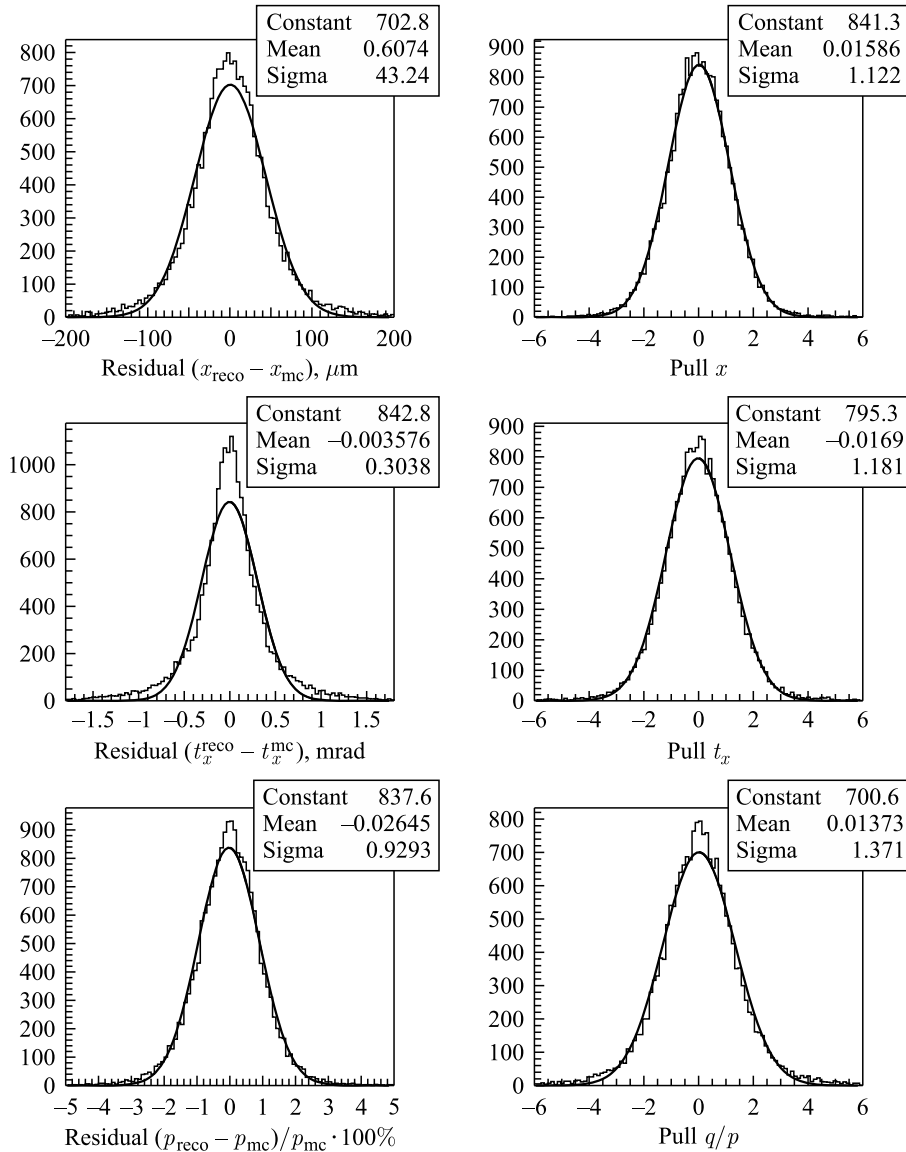 Constant 702.8
Mean 0.6074
Sigma 43.24
800
700
600
500
400
300
200
100
0
–200 –100 0 100 200
Residual (x_reco – x_mc), μm
Constant 841.3
Mean 0.01586
Sigma 1.122
900
800
700
600
500
400
300
200
100
0
–6 –4 –2 0 2 4 6
Pull x
Constant 842.8
Mean –0.003576
Sigma 0.3038
1000
800
600
400
200
0
–1.5 –1 –0.5 0 0.5 1 1.5
Residual (t_x^reco – t_x^mc), mrad
Constant 795.3
Mean –0.0169
Sigma 1.181
900
800
700
600
500
400
300
200
100
0
–6 –4 –2 0 2 4 6
Pull t_x
Constant 837.6
Mean –0.02645
Sigma 0.9293
900
800
700
600
500
400
300
200
100
0
–5 –4 –3 –2 –1 0 1 2 3 4 5
Residual (p_reco – p_mc)/p_mc · 100%
Constant 700.6
Mean 0.01373
Sigma 1.371
800
700
600
500
400
300
200
100
0
–6 –4 –2 0 2 4 6
Pull q/p